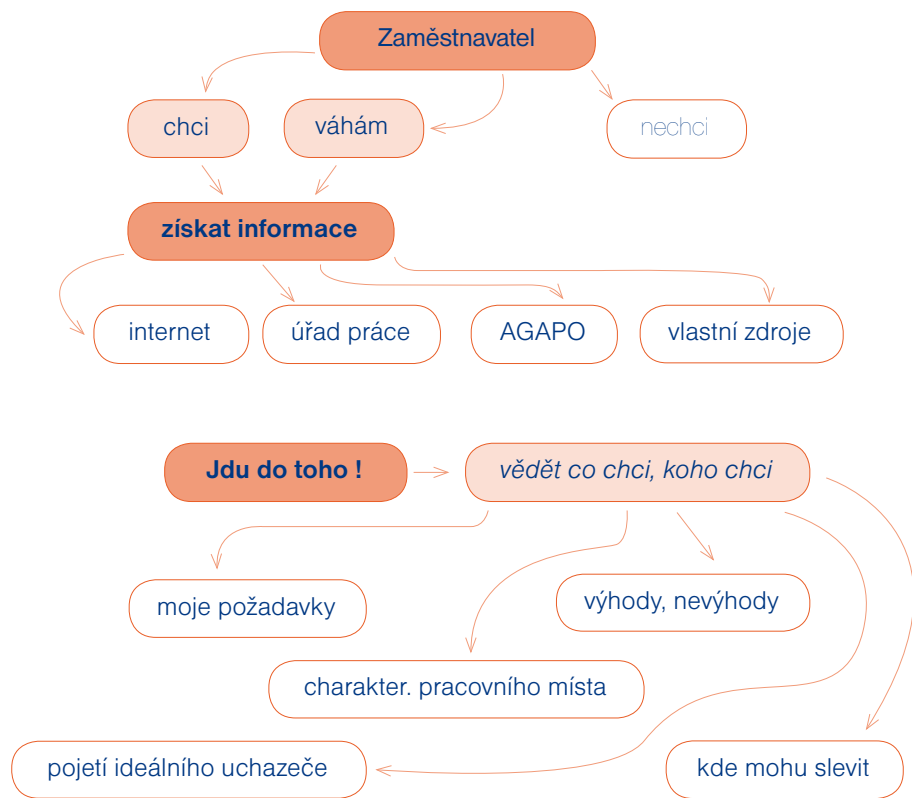 Zaměstnavatel
chci
váhám
nechci
získat informace
internet
úřad práce
AGAPO
vlastní zdroje
Jdu do toho !
vědět co chci, koho chci
moje požadavky
výhody, nevýhody
charakter. pracovního místa
pojetí ideálního uchazeče
kde mohu slevit